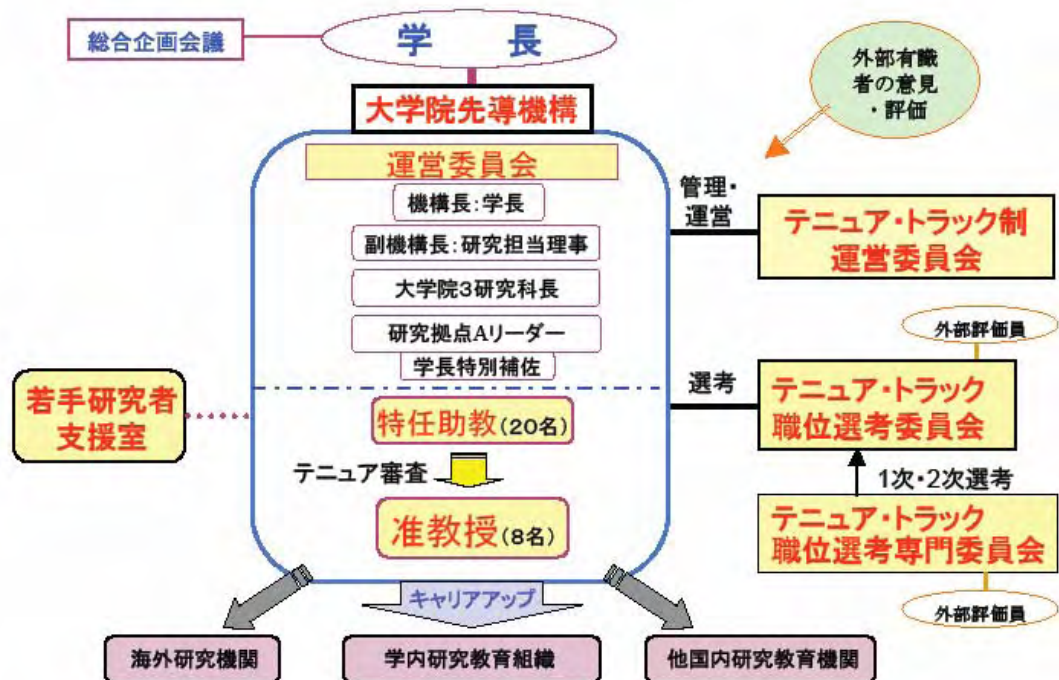 総合企画会議
学 長
外部有識
者の意見
・評価
大学院先導機構
運営委員会
機構長:学長
副機構長:研究担当理事
大学院3研究科長
研究拠点Aリーダー
学長特別補佐
管理・
運営
テニュア・トラック制
運営委員会
外部評価員
選考
テニュア・トラック
職位選考委員会
若手研究者
支援室
特任助教(20名)
テニュア審査
1次・2次選考
准教授(8名)
テニュア・トラック
職位選考専門委員会
外部評価員
キャリアアップ
海外研究機関
学内研究教育組織
他国内研究教育機関